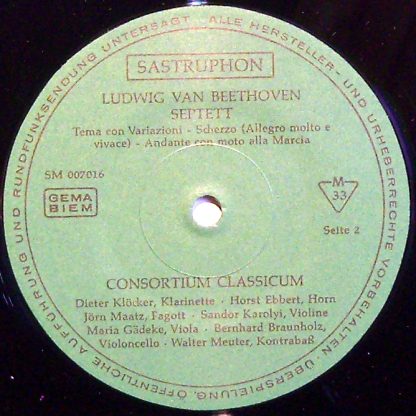 ÖFFENTLICHE AUFFÜHRUNG UND RUNDFUNKSENDUNG UNTERSAGT · ALLE HERSTELLER- UND URHEBERRECHTE VORBEHALTEN · ÜBERSPIELUNG,
SASTRUPHON
LUDWIG VAN BEETHOVEN
SEPTETT
Tema con Variazioni - Scherzo (Allegro molto e
vivace) - Andante con moto alla Marcia
SM 007016
GEMA
BIEM
M
33
Seite 2
CONSORTIUM CLASSICUM
Dieter Klöcker, Klarinette · Horst Ebbert, Horn
Jörn Maatz, Fagott · Sandor Karolyi, Violine
Maria Gädeke, Viola · Bernhard Braunholz,
Violoncello · Walter Meuter, Kontrabaß